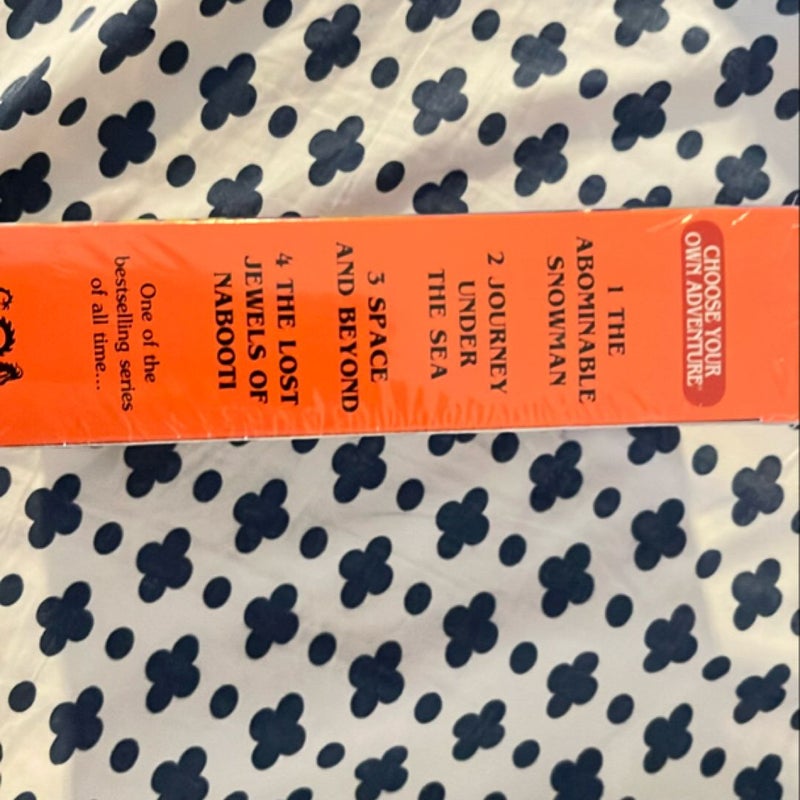 CHOOSE YOUR
OWN ADVENTURE
1 THE
ABOMINABLE
SNOWMAN
2 JOURNEY
UNDER
THE SEA
3 SPACE
AND BEYOND
4 THE LOST
JEWELS OF
NABOOTI
One of the
bestselling series
of all time...